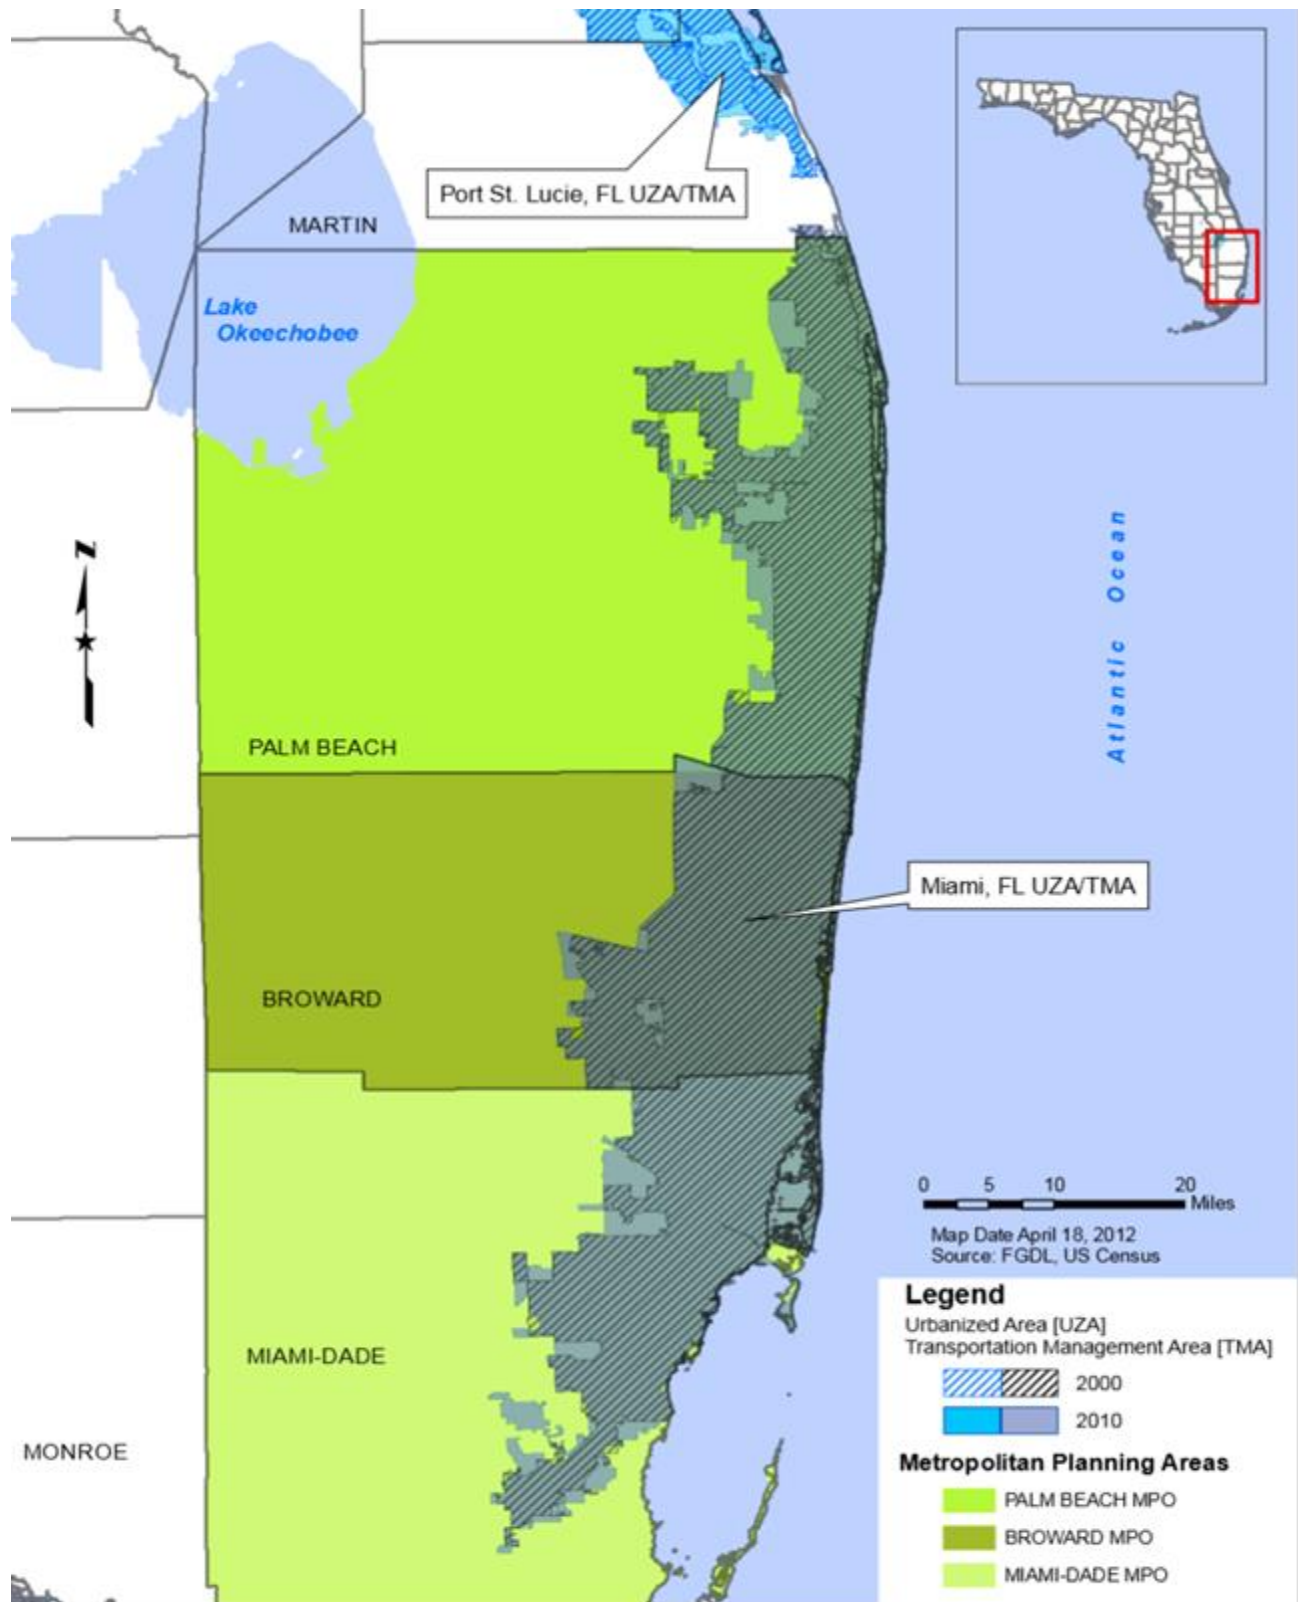 Port St. Lucie, FL UZA/TMA
MARTIN
Lake
Okeechobee
N
Atlantic Ocean
PALM BEACH
Miami, FL UZA/TMA
BROWARD
0 5 10 20
Miles
Map Date April 18, 2012
Source: FGDL, US Census
MIAMI-DADE
MONROE
Legend
Urbanized Area [UZA]
Transportation Management Area [TMA]
2000
2010
Metropolitan Planning Areas
PALM BEACH MPO
BROWARD MPO
MIAMI-DADE MPO